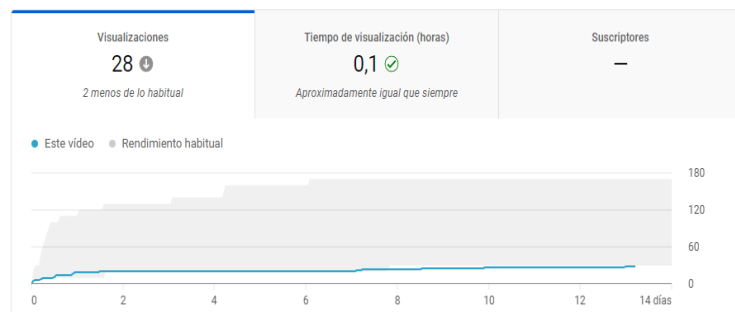 Visualizaciones
28
2 menos de lo habitual
Tiempo de visualización (horas)
0,1
Aproximadamente igual que siempre
Suscriptores
—
Este vídeo
Rendimiento habitual
180
120
60
0
0 2 4 6 8 10 12 14 días